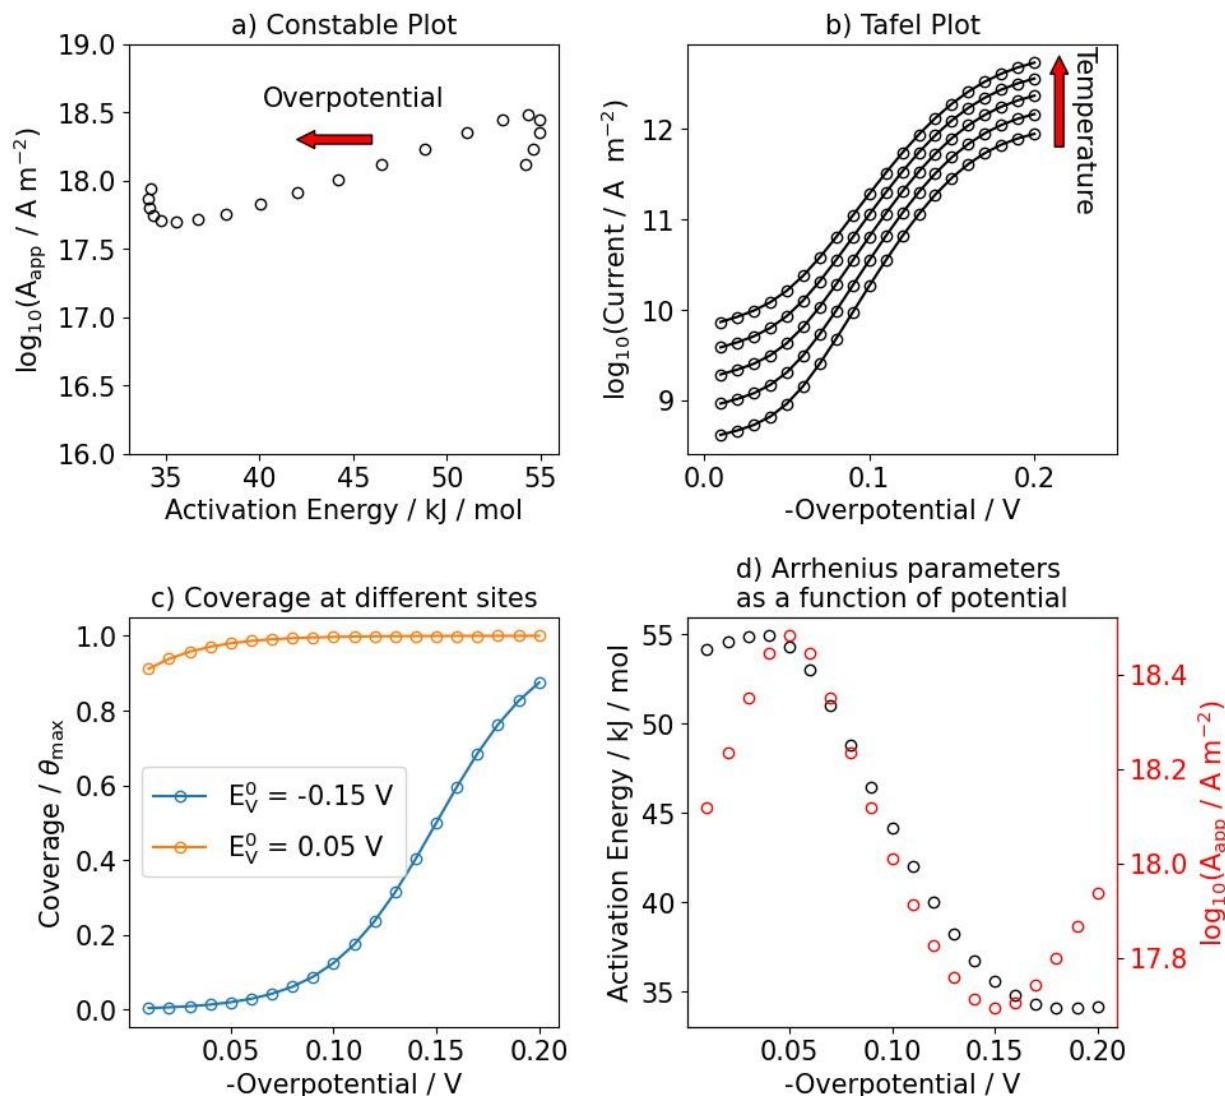 a) Constable Plot
log₁₀(A_app / A m⁻²)
19.0
18.5
18.0
17.5
17.0
16.5
16.0
Overpotential
35 40 45 50 55
Activation Energy / kJ / mol
b) Tafel Plot
log₁₀(Current / A m⁻²)
12
11
10
9
Temperature
0.0 0.1 0.2
-Overpotential / V
c) Coverage at different sites
Coverage / θ_max
1.0
0.8
0.6
0.4
0.2
0.0
E⁰_V = -0.15 V
E⁰_V = 0.05 V
0.05 0.10 0.15 0.20
-Overpotential / V
d) Arrhenius parameters
as a function of potential
Activation Energy / kJ / mol
55
50
45
40
35
18.4
18.2
18.0
17.8
log₁₀(A_app / A m⁻²)
0.05 0.10 0.15 0.20
-Overpotential / V